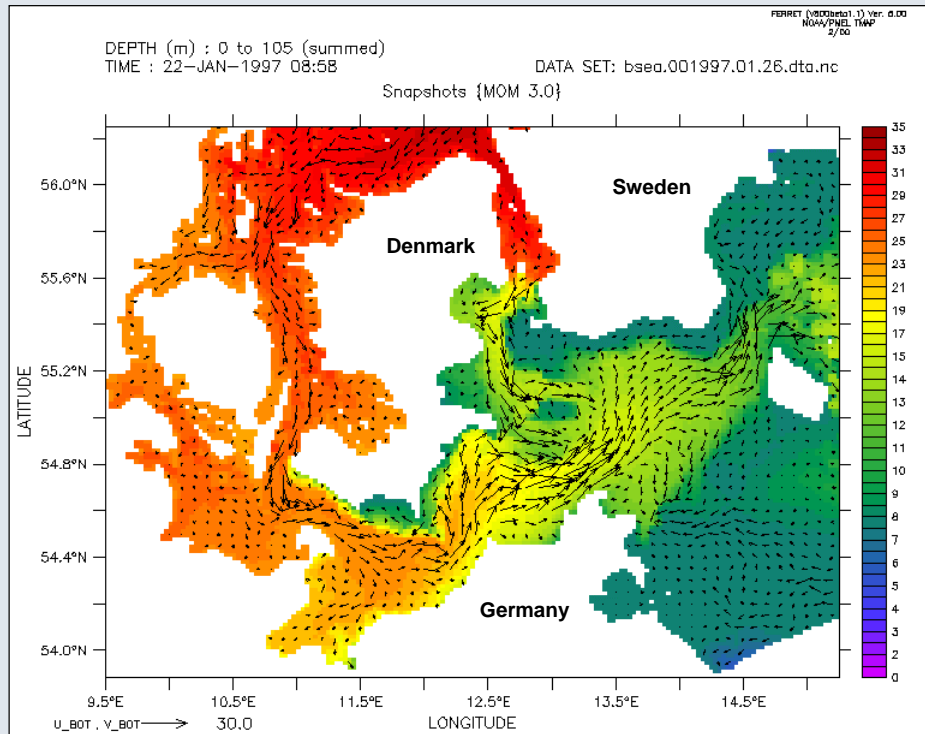 FERRET (v600beta1.1) Ver. 6.00
NOAA/PMEL TMAP
2/00
DEPTH (m) : 0 to 105 (summed)
TIME : 22-JAN-1997 08:58
DATA SET: bsea.001997.01.26.dta.nc
Snapshots {MOM 3.0}
56.0°N
55.6°N
55.2°N
54.8°N
54.4°N
54.0°N
LATITUDE
Sweden
Denmark
Germany
35
33
31
29
27
25
23
21
19
17
15
14
13
12
11
10
9
8
7
6
5
4
3
2
0
9.5°E
10.5°E
11.5°E
12.5°E
13.5°E
14.5°E
U_BOT , V_BOT 30.0
LONGITUDE